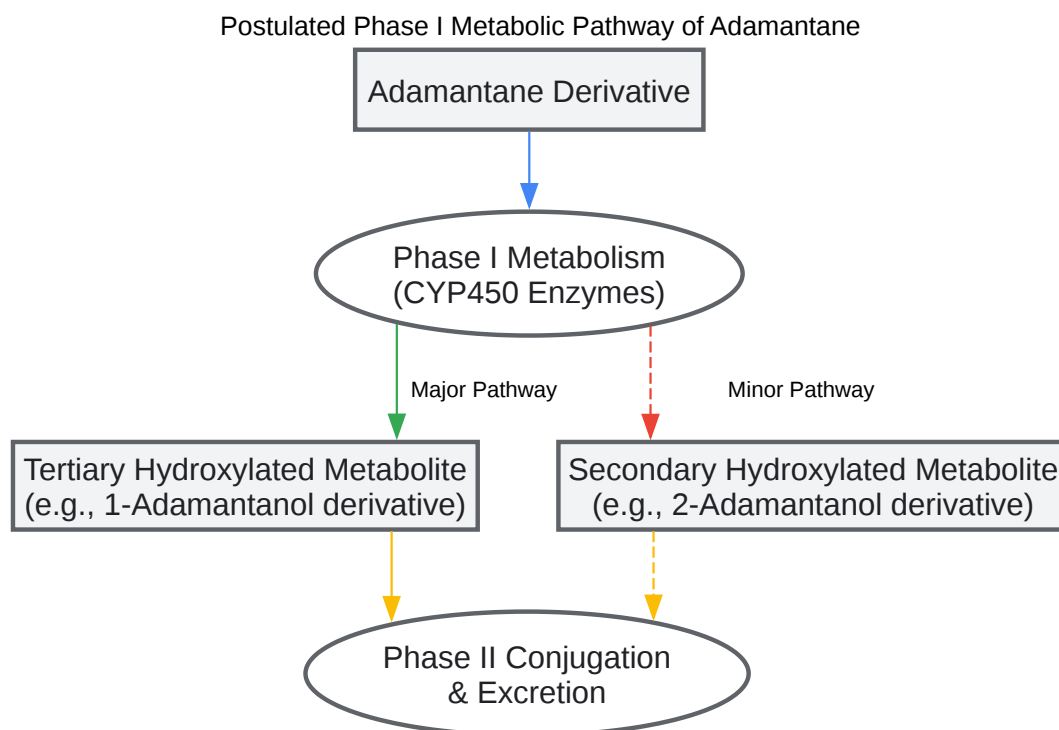 Postulated Phase I Metabolic Pathway of Adamantane
Adamantane Derivative
Phase I Metabolism
(CYP450 Enzymes)
Major Pathway
Minor Pathway
Tertiary Hydroxylated Metabolite
(e.g., 1-Adamantanol derivative)
Secondary Hydroxylated Metabolite
(e.g., 2-Adamantanol derivative)
Phase II Conjugation
& Excretion